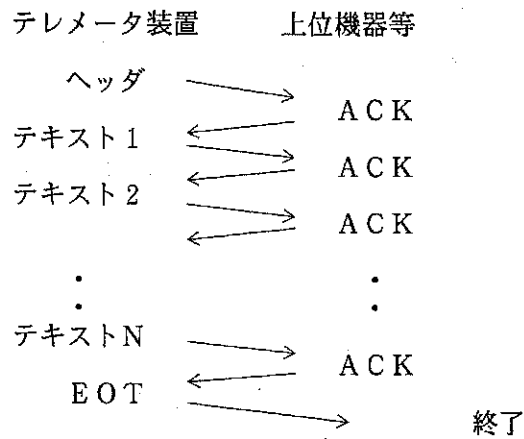 テレメータ装置 上位機器等
ヘッダ
ACK
テキスト1
ACK
テキスト2
ACK
・ ・
・ ・
テキストN
ACK
EOT
終了